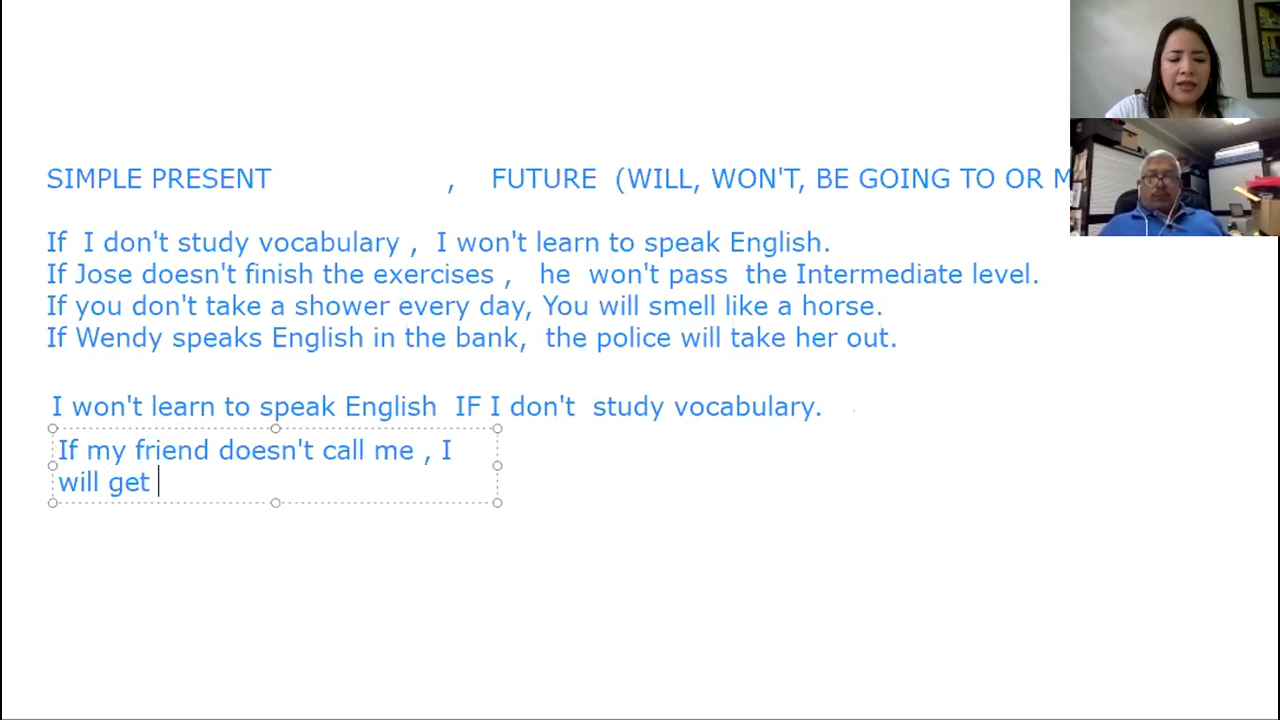 SIMPLE PRESENT , FUTURE (WILL, WON'T, BE GOING TO OR
If I don't study vocabulary , I won't learn to speak English.
If Jose doesn't finish the exercises , he won't pass the Intermediate level.
If you don't take a shower every day, You will smell like a horse.
If Wendy speaks English in the bank, the police will take her out.
I won't learn to speak English IF I don't study vocabulary.
If my friend doesn't call me , I
will get